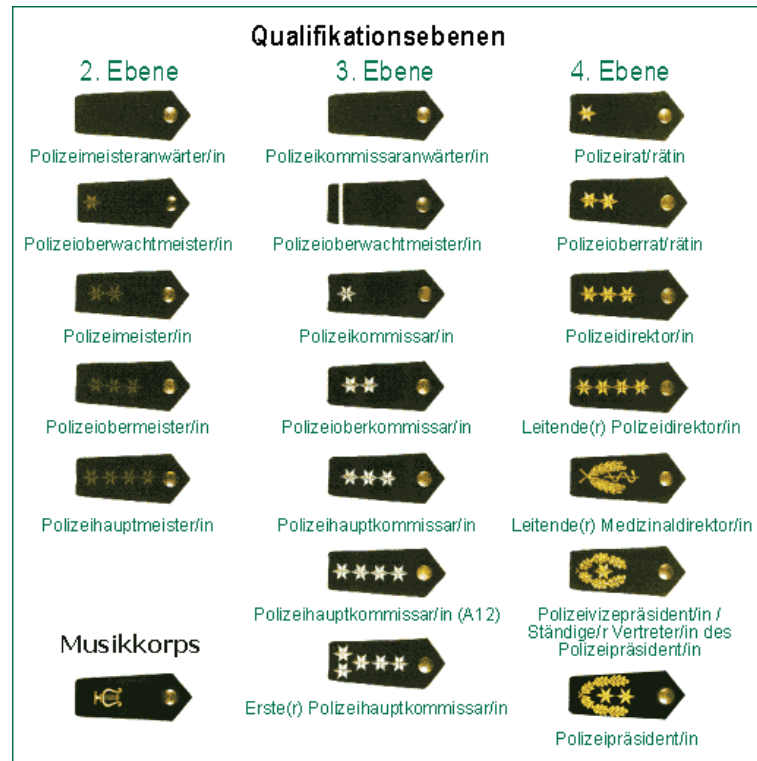 Qualifikationsebenen
2. Ebene
Polizeimeisteranwärter/in
Polizeioberwachtmeister/in
Polizeimeister/in
Polizeiobermeister/in
Polizeihauptmeister/in
Musikkorps
3. Ebene
Polizeikommissaranwärter/in
Polizeioberwachtmeister/in
Polizeikommissar/in
Polizeioberkommissar/in
Polizeihauptkommissar/in
Polizeihauptkommissar/in (A12)
Erste(r) Polizeihauptkommissar/in
4. Ebene
Polizeirat/rätin
Polizeioberrat/rätin
Polizeidirektor/in
Leitende(r) Polizeidirektor/in
Leitende(r) Medizinaldirektor/in
Polizeivizepräsident/in /
Ständige/r Vertreter/in des
Polizeipräsident/in
Polizeipräsident/in